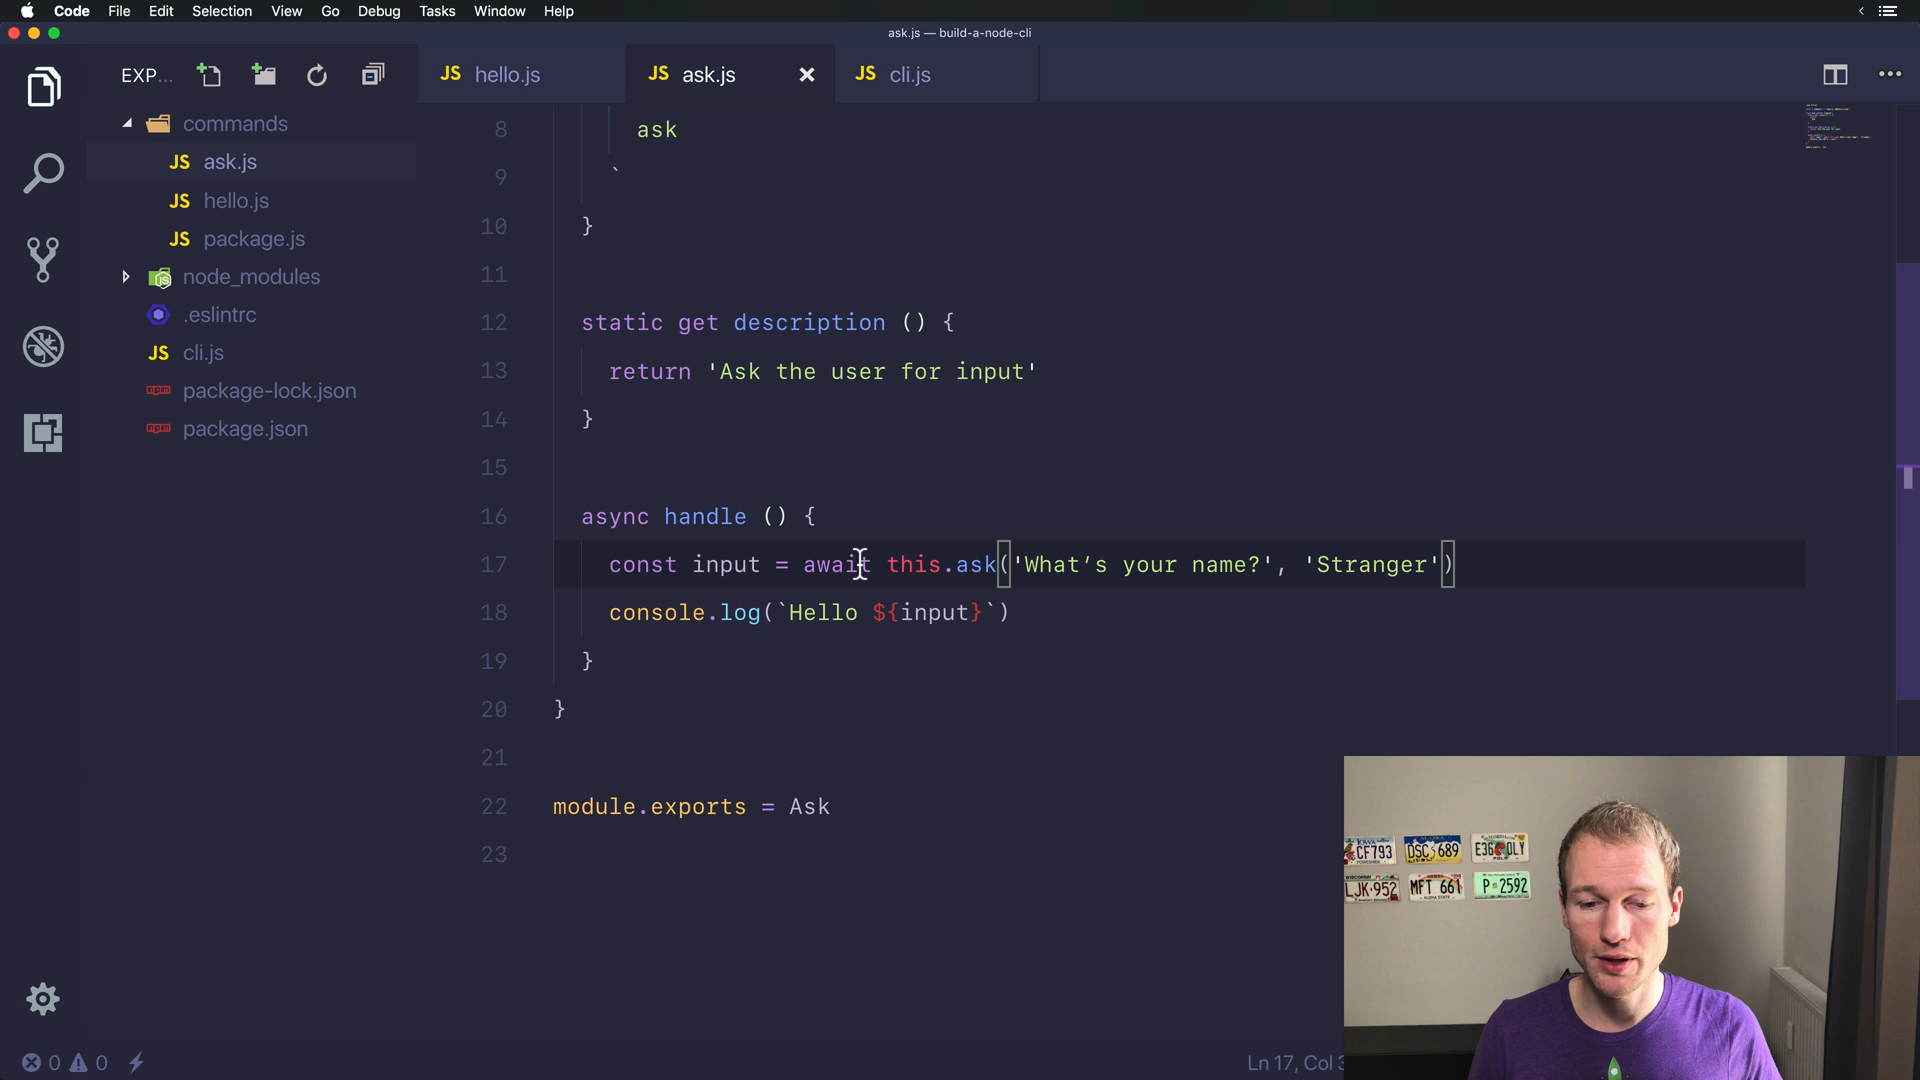 Code File Edit Selection View Go Debug Tasks Window Help
ask.js — build-a-node-cli
EXP...
JS hello.js
JS ask.js
JS cli.js
commands
JS ask.js
JS hello.js
JS package.js
node_modules
.eslintrc
JS cli.js
package-lock.json
package.json
8 ask
9 `
10 }
11
12 static get description () {
13 return 'Ask the user for input'
14 }
15
16 async handle () {
17 const input = await this.ask('What’s your name?', 'Stranger')
18 console.log(`Hello ${input}`)
19 }
20 }
21
22 module.exports = Ask
23
IOWA
CF793
DSC 689
E36 OLY
WISCONSIN
LJK-952
MFT 661
ALOHA STATE
P 2592
0 0
Ln 17, Col